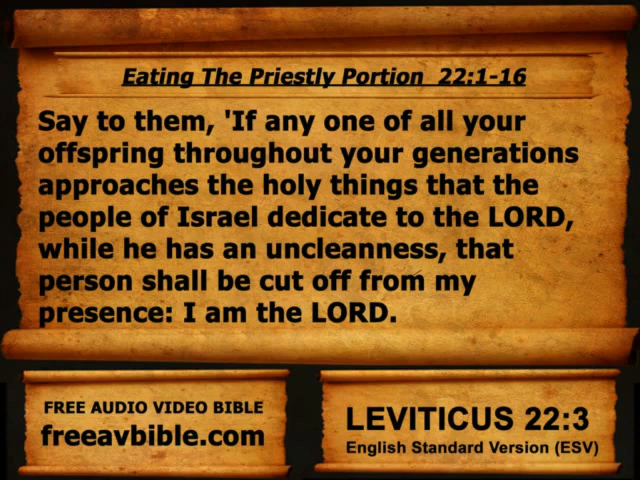 Eating The Priestly Portion  22:1-16
Say to them, 'If any one of all your
offspring throughout your generations
approaches the holy things that the
people of Israel dedicate to the LORD,
while he has an uncleanness, that
person shall be cut off from my
presence: I am the LORD.
FREE AUDIO VIDEO BIBLE
freeavbible.com
LEVITICUS 22:3
English Standard Version (ESV)